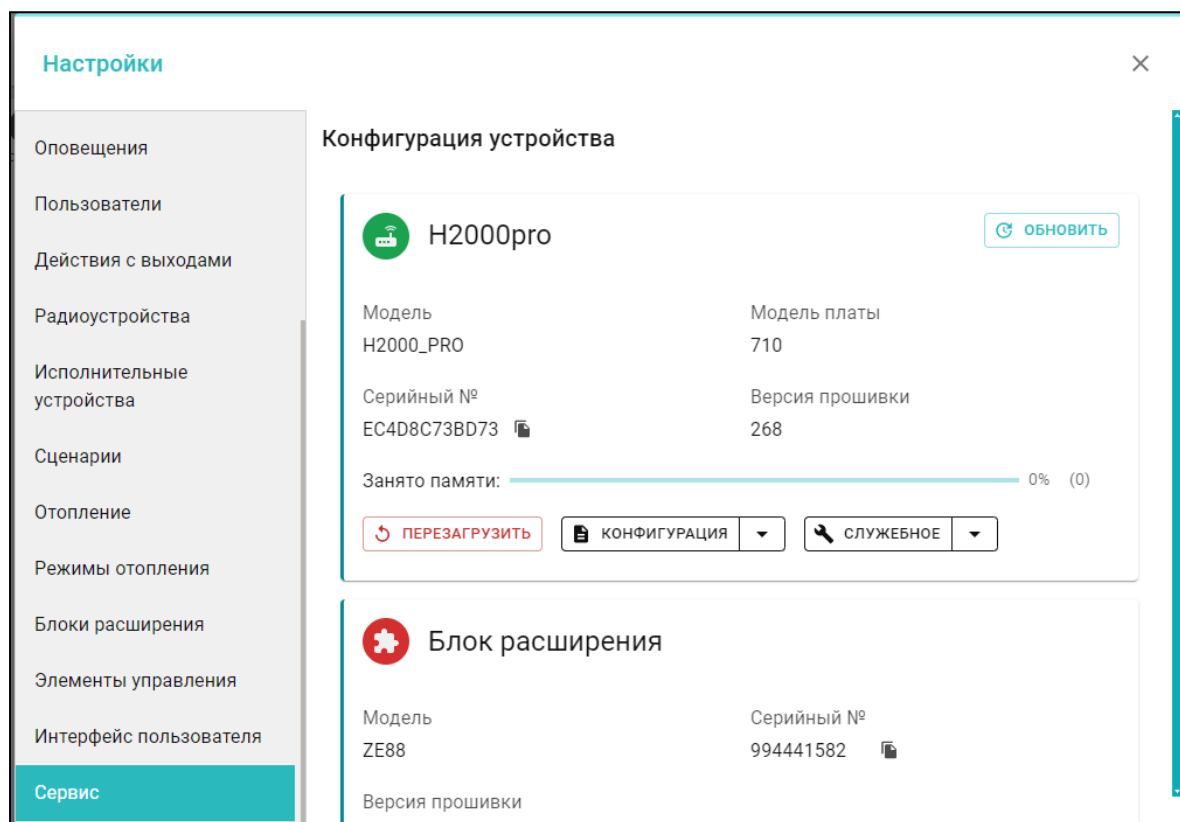 Настройки
Оповещения
Пользователи
Действия с выходами
Радиоустройства
Исполнительные
устройства
Сценарии
Отопление
Режимы отопления
Блоки расширения
Элементы управления
Интерфейс пользователя
Сервис
Конфигурация устройства
H2000pro
ОБНОВИТЬ
Модель
Модель платы
H2000_PRO
710
Серийный №
Версия прошивки
EC4D8C73BD73
268
Занято памяти: 0% (0)
ПЕРЕЗАГРУЗИТЬ
КОНФИГУРАЦИЯ
СЛУЖЕБНОЕ
Блок расширения
Модель
Серийный №
ZE88
994441582
Версия прошивки